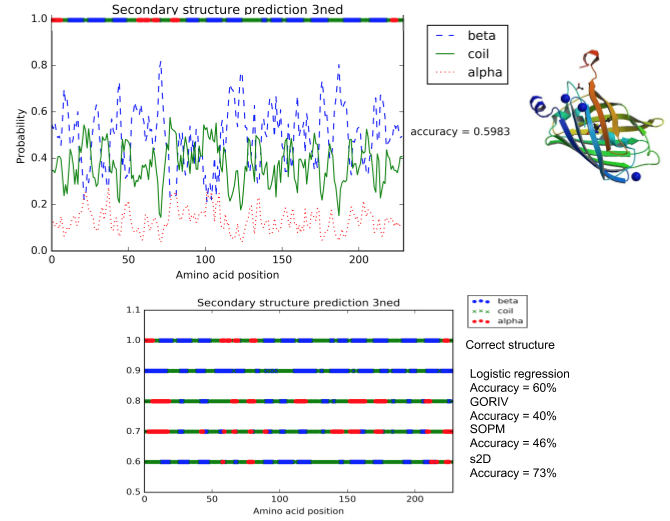 Secondary structure prediction 3ned
1.0
0.8
0.6
0.4
0.2
0.0
Probability
0
50
100
150
200
Amino acid position
beta
coil
alpha
accuracy = 0.5983
Secondary structure prediction 3ned
1.1
1.0
0.9
0.8
0.7
0.6
0.5
0
50
100
150
200
Amino acid position
beta
coil
alpha
Correct structure
Logistic regression
Accuracy = 60%
GORIV
Accuracy = 40%
SOPM
Accuracy = 46%
s2D
Accuracy = 73%